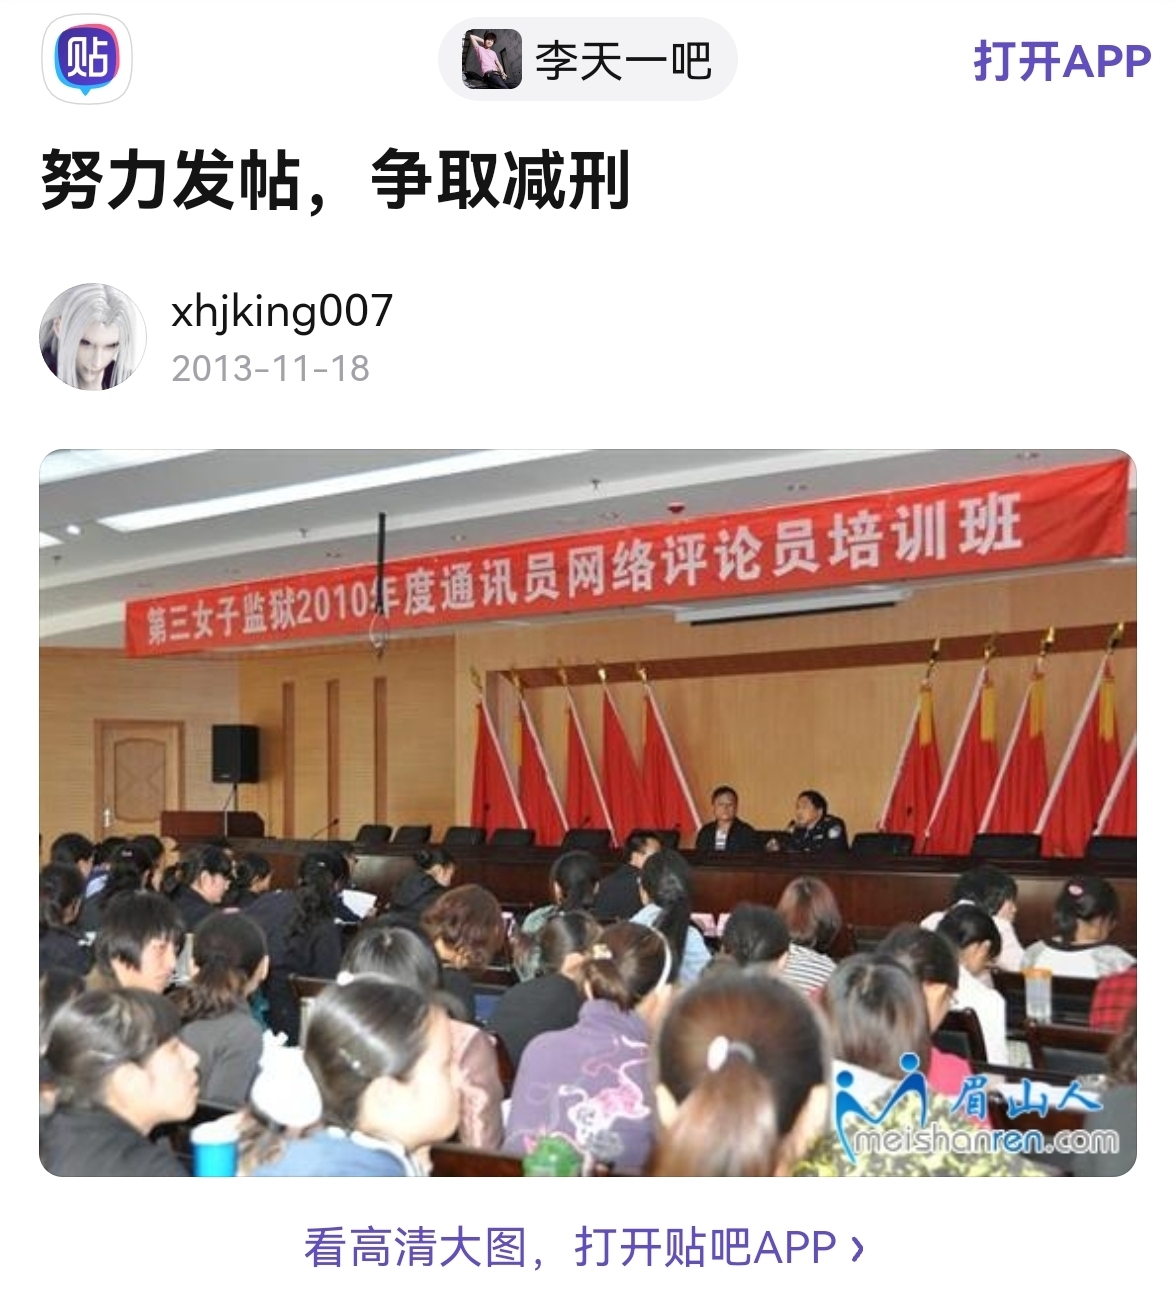 贴
李天一吧
打开APP
努力发帖，争取减刑
xhjking007
2013-11-18
第三女子监狱2010年度通讯员网络评论员培训班
眉山人
meishanren.com
看高清大图，打开贴吧APP ›